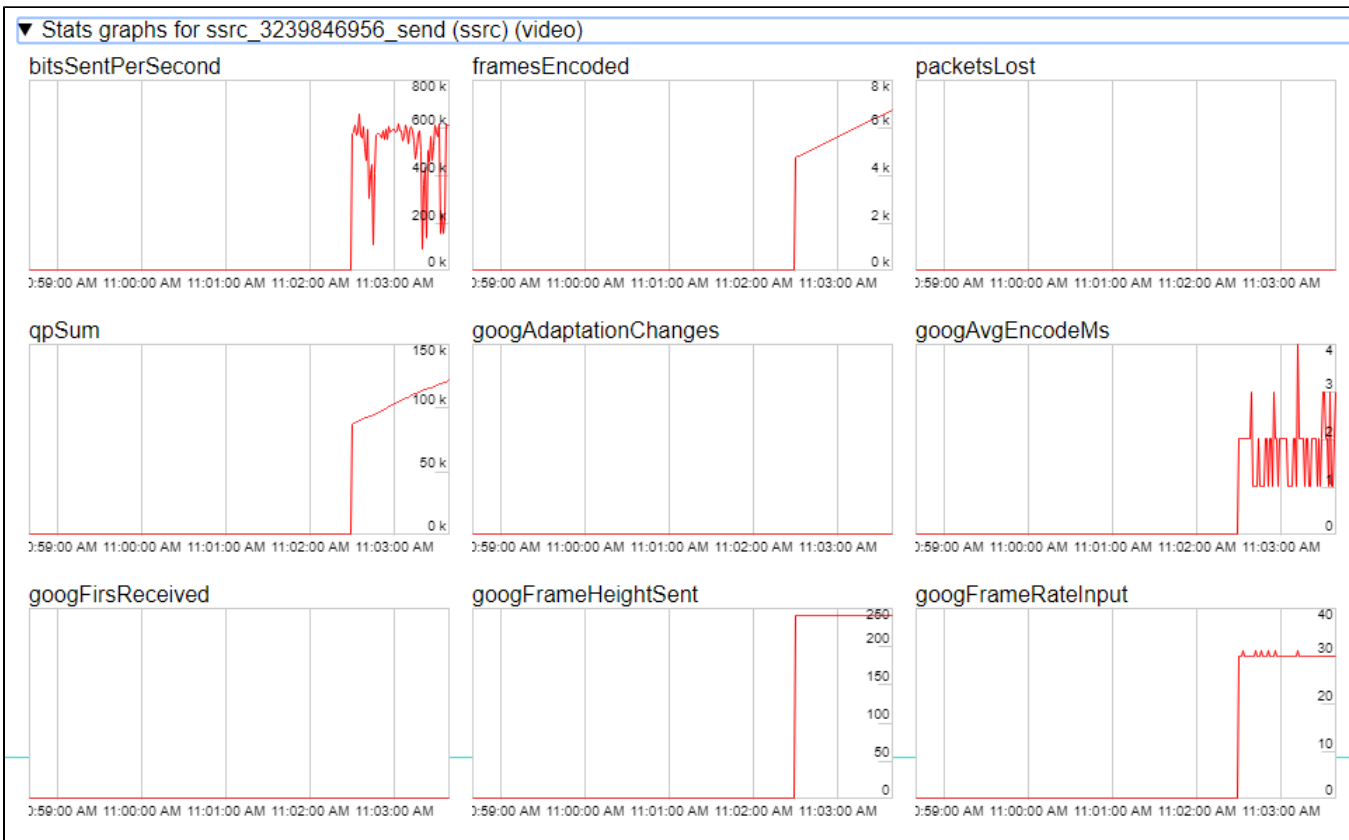 ▼ Stats graphs for ssrc_3239846956_send (ssrc) (video)
bitsSentPerSecond framesEncoded packetsLost
800 k 8 k
600 k 6 k
400 k 4 k
200 k 2 k
0 k 0 k
0:59:00 AM 11:00:00 AM 11:01:00 AM 11:02:00 AM 11:03:00 AM 0:59:00 AM 11:00:00 AM 11:01:00 AM 11:02:00 AM 11:03:00 AM 0:59:00 AM 11:00:00 AM 11:01:00 AM 11:02:00 AM 11:03:00 AM
qpSum googAdaptationChanges googAvgEncodeMs
150 k 4
100 k 3
2
50 k 1
0 k 0
0:59:00 AM 11:00:00 AM 11:01:00 AM 11:02:00 AM 11:03:00 AM 0:59:00 AM 11:00:00 AM 11:01:00 AM 11:02:00 AM 11:03:00 AM 0:59:00 AM 11:00:00 AM 11:01:00 AM 11:02:00 AM 11:03:00 AM
googFirsReceived googFrameHeightSent googFrameRateInput
250 40
200 30
150
100 20
50 10
0 0
0:59:00 AM 11:00:00 AM 11:01:00 AM 11:02:00 AM 11:03:00 AM 0:59:00 AM 11:00:00 AM 11:01:00 AM 11:02:00 AM 11:03:00 AM 0:59:00 AM 11:00:00 AM 11:01:00 AM 11:02:00 AM 11:03:00 AM